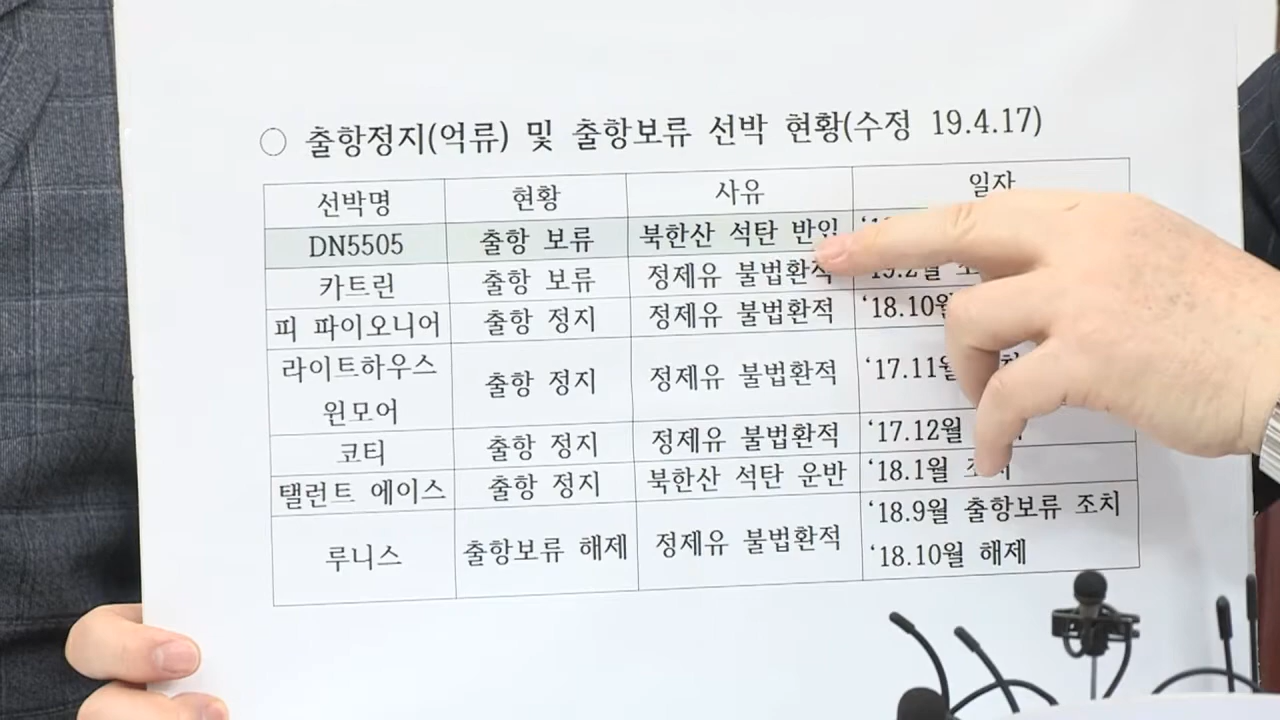 ○ 출항정지(억류) 및 출항보류 선박 현황(수정 19.4.17)
선박명 현황 사유 일자
DN5505 출항 보류 북한산 석탄 반입
카트린 출항 보류 정제유 불법환적 '19.2월
피 파이오니어 출항 정지 정제유 불법환적 '18.10월
라이트하우스
윈모어 출항 정지 정제유 불법환적 '17.11월
코티 출항 정지 정제유 불법환적 '17.12월
탤런트 에이스 출항 정지 북한산 석탄 운반 '18.1월 조치
루니스 출항보류 해제 정제유 불법환적 '18.9월 출항보류 조치
'18.10월 해제